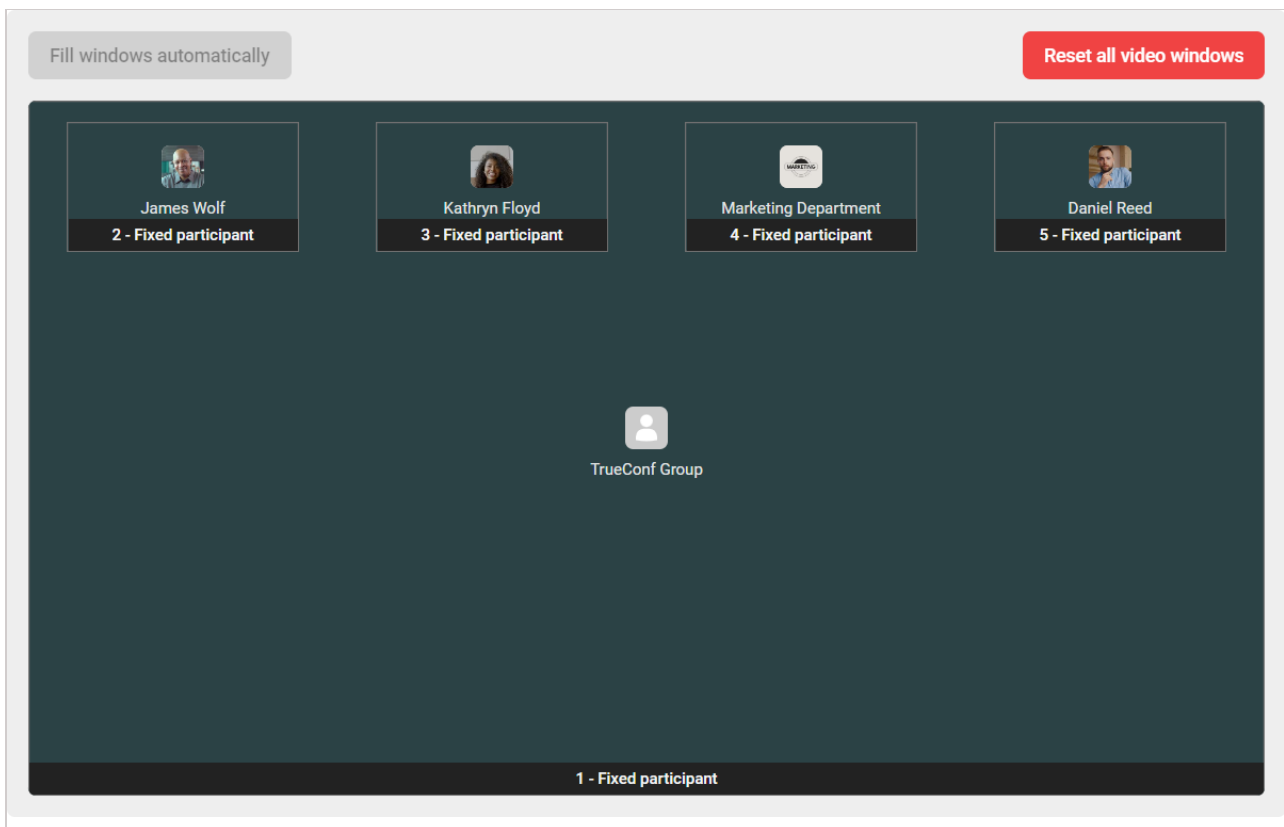 Fill windows automatically
Reset all video windows
James Wolf
2 - Fixed participant
Kathryn Floyd
3 - Fixed participant
MARKETING
Marketing Department
4 - Fixed participant
Daniel Reed
5 - Fixed participant
TrueConf Group
1 - Fixed participant